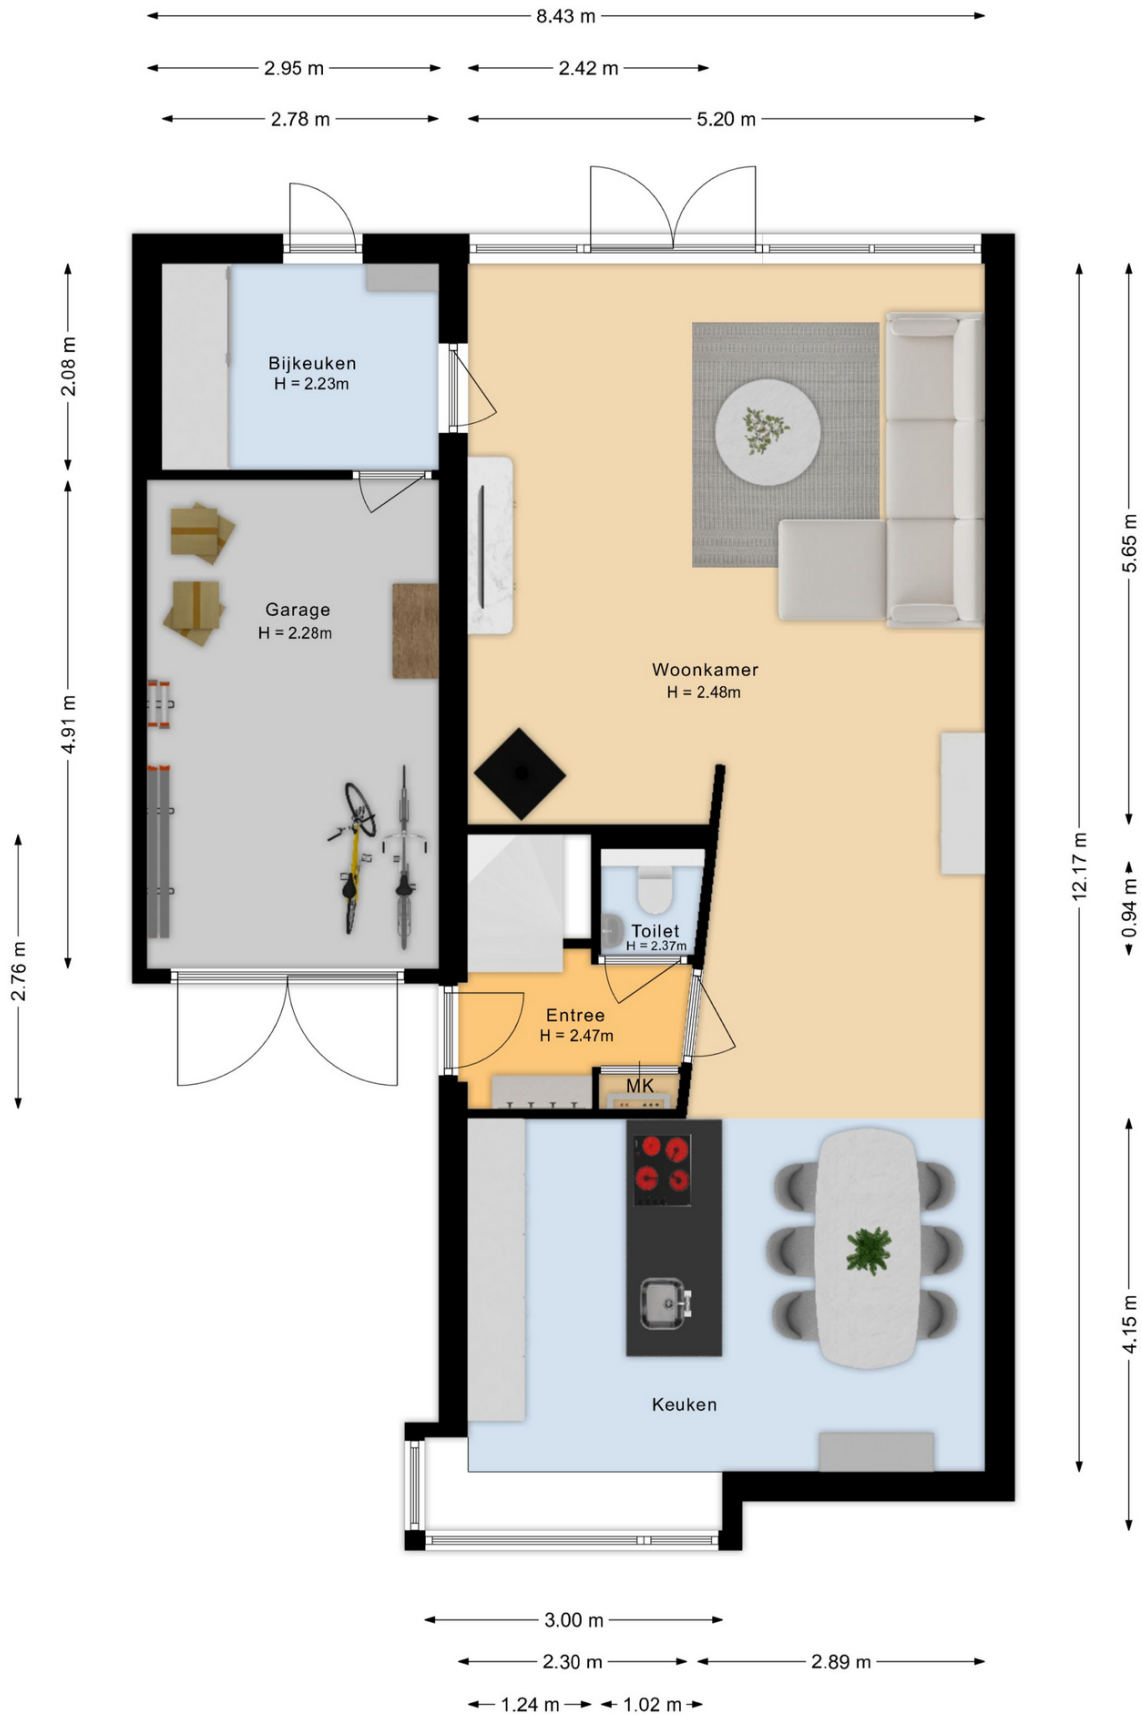 8.43 m
2.95 m
2.42 m
2.78 m
5.20 m
2.08 m
Bijkeuken
H = 2.23m
5.65 m
Garage
H = 2.28m
Woonkamer
H = 2.48m
4.91 m
12.17 m
0.94 m
Toilet
H = 2.37m
2.76 m
Entree
H = 2.47m
MK
4.15 m
Keuken
3.00 m
2.30 m
2.89 m
1.24 m
1.02 m